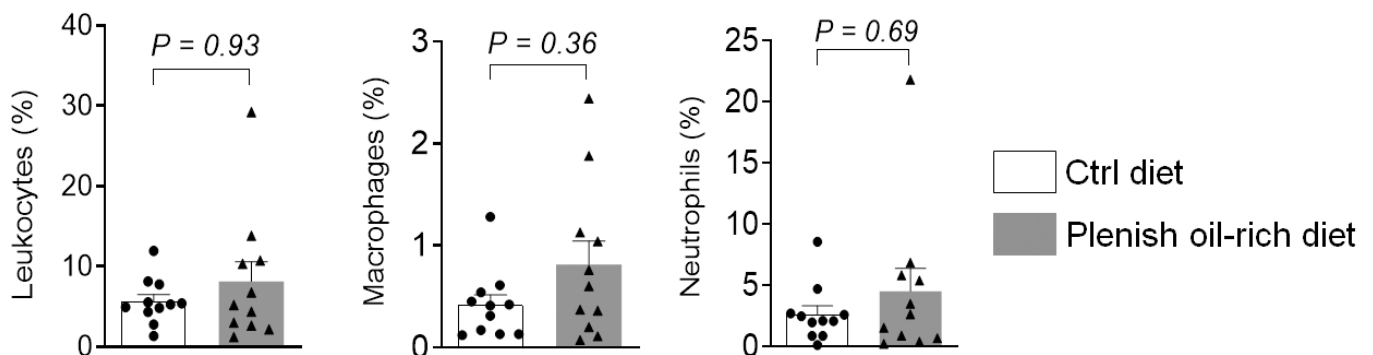 Leukocytes (%)
40
30
20
10
0
P = 0.93
Macrophages (%)
3
2
1
0
P = 0.36
Neutrophils (%)
25
20
15
10
5
0
P = 0.69
Ctrl diet
Plenish oil-rich diet